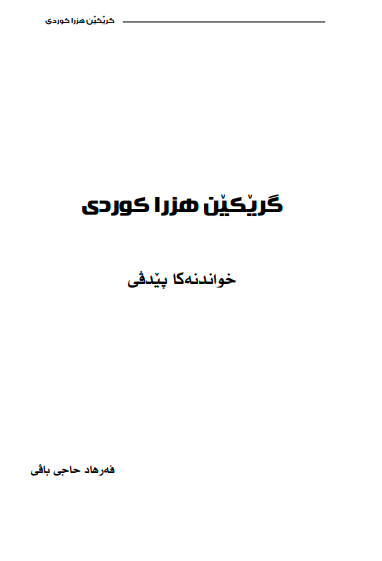 گرێکێن هزرا کوردی
گرێکێن هزرا کوردی
خواندنەکا پێدڤی
فەرهاد حاجی باڤی